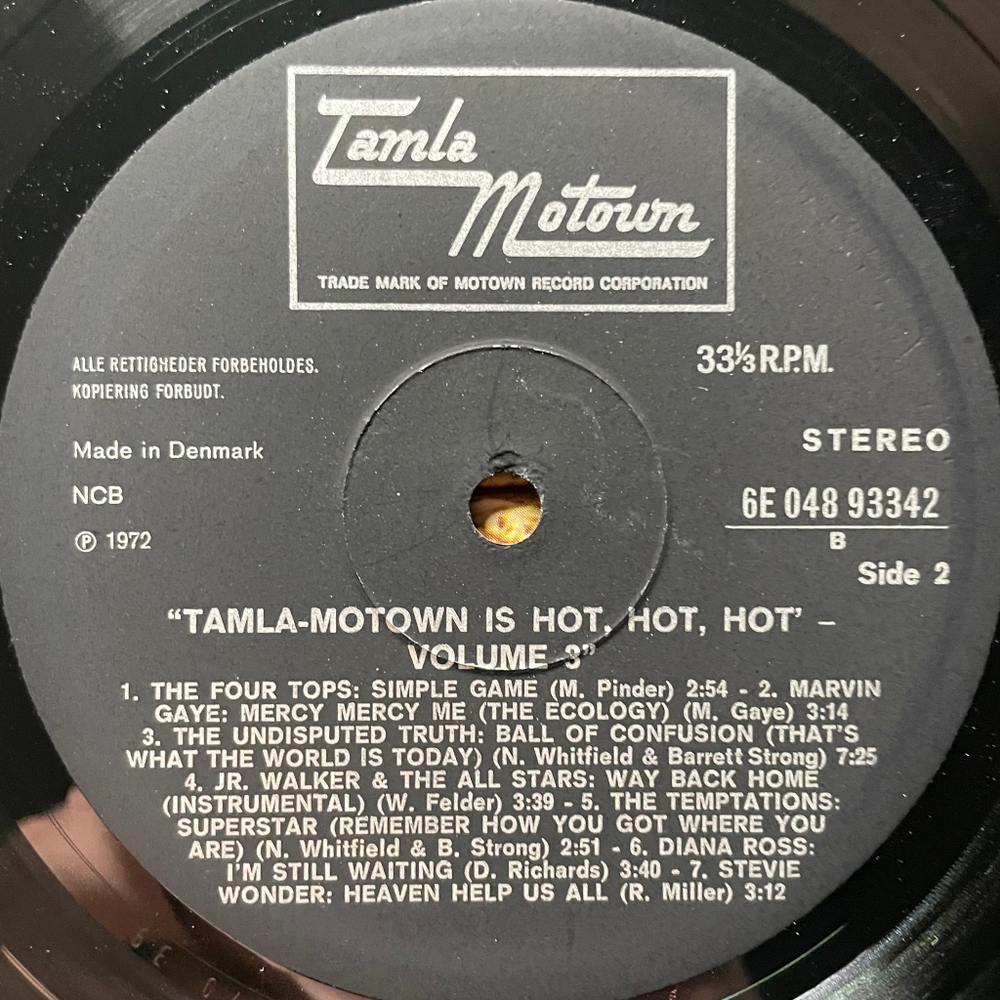 Tamla
Motown
TRADE MARK OF MOTOWN RECORD CORPORATION
ALLE RETTIGHEDER FORBEHOLDES.
KOPIERING FORBUDT.
33⅓ R.P.M.
Made in Denmark
STEREO
NCB
6E 048 93342
℗ 1972
B
Side 2
“TAMLA-MOTOWN IS HOT, HOT, HOT’ –
VOLUME 3”
1. THE FOUR TOPS: SIMPLE GAME (M. Pinder) 2:54 - 2. MARVIN
GAYE: MERCY MERCY ME (THE ECOLOGY) (M. Gaye) 3:14
3. THE UNDISPUTED TRUTH: BALL OF CONFUSION (THAT'S
WHAT THE WORLD IS TODAY) (N. Whitfield & Barrett Strong) 7:25
4. JR. WALKER & THE ALL STARS: WAY BACK HOME
(INSTRUMENTAL) (W. Felder) 3:39 - 5. THE TEMPTATIONS:
SUPERSTAR (REMEMBER HOW YOU GOT WHERE YOU
ARE) (N. Whitfield & B. Strong) 2:51 - 6. DIANA ROSS:
I'M STILL WAITING (D. Richards) 3:40 - 7. STEVIE
WONDER: HEAVEN HELP US ALL (R. Miller) 3:12